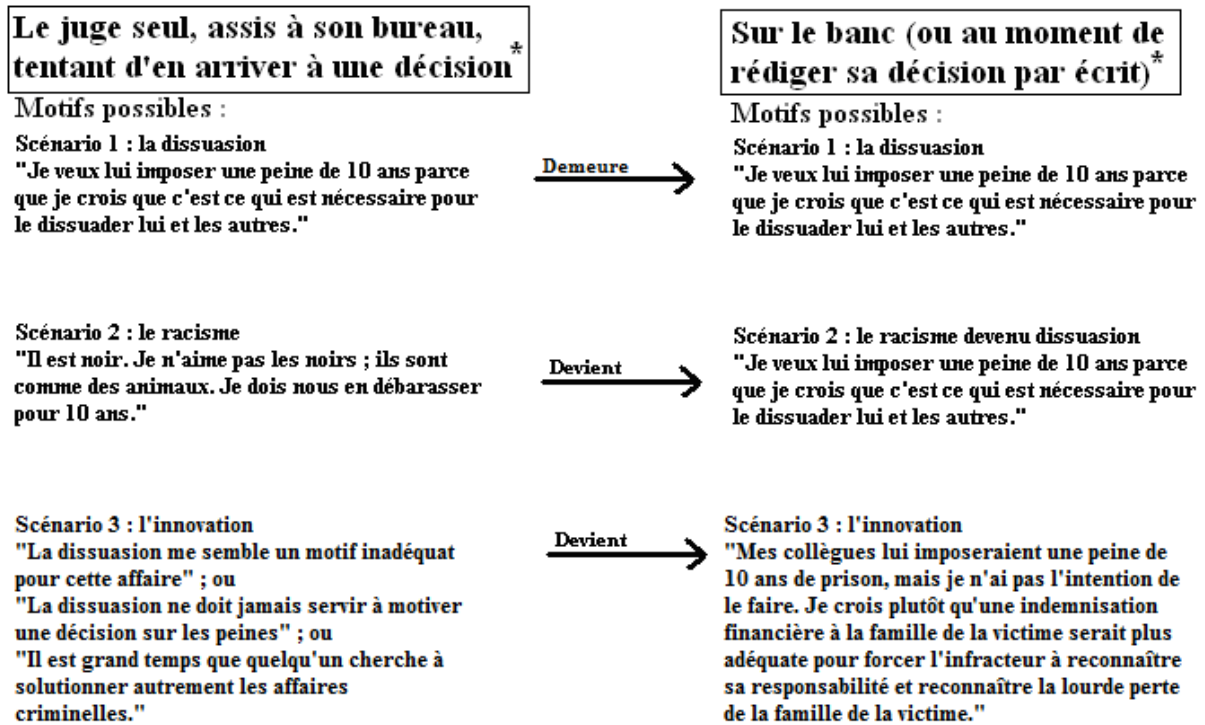 Le juge seul, assis à son bureau,
tentant d'en arriver à une décision*
Motifs possibles :
Scénario 1 : la dissuasion
"Je veux lui imposer une peine de 10 ans parce
que je crois que c'est ce qui est nécessaire pour
le dissuader lui et les autres."
Demeure
Sur le banc (ou au moment de
rédiger sa décision par écrit)*
Motifs possibles :
Scénario 1 : la dissuasion
"Je veux lui imposer une peine de 10 ans parce
que je crois que c'est ce qui est nécessaire pour
le dissuader lui et les autres."
Scénario 2 : le racisme
"Il est noir. Je n'aime pas les noirs ; ils sont
comme des animaux. Je dois nous en débarasser
pour 10 ans."
Devient
Scénario 2 : le racisme devenu dissuasion
"Je veux lui imposer une peine de 10 ans parce
que je crois que c'est ce qui est nécessaire pour
le dissuader lui et les autres."
Scénario 3 : l'innovation
"La dissuasion me semble un motif inadéquat
pour cette affaire" ; ou
"La dissuasion ne doit jamais servir à motiver
une décision sur les peines" ; ou
"Il est grand temps que quelqu'un cherche à
solutionner autrement les affaires
criminelles."
Devient
Scénario 3 : l'innovation
"Mes collègues lui imposeraient une peine de
10 ans de prison, mais je n'ai pas l'intention de
le faire. Je crois plutôt qu'une indemnisation
financière à la famille de la victime serait plus
adéquate pour forcer l'infracteur à reconnaître
sa responsabilité et reconnaître la lourde perte
de la famille de la victime."